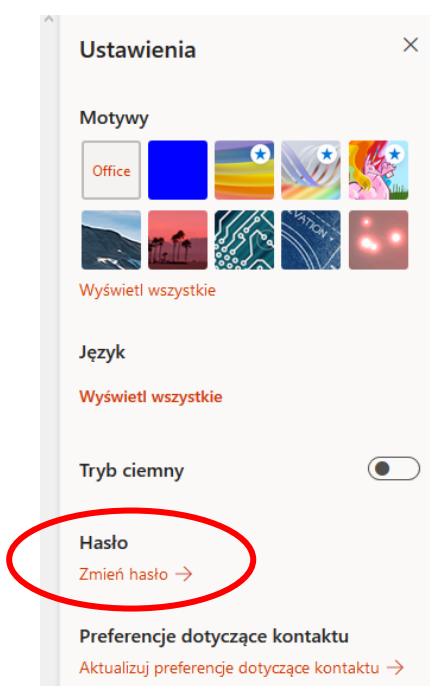 Ustawienia
Motywy
Office
Wyświetl wszystkie
Język
Wyświetl wszystkie
Tryb ciemny
Hasło
Zmień hasło →
Preferencje dotyczące kontaktu
Aktualizuj preferencje dotyczące kontaktu →